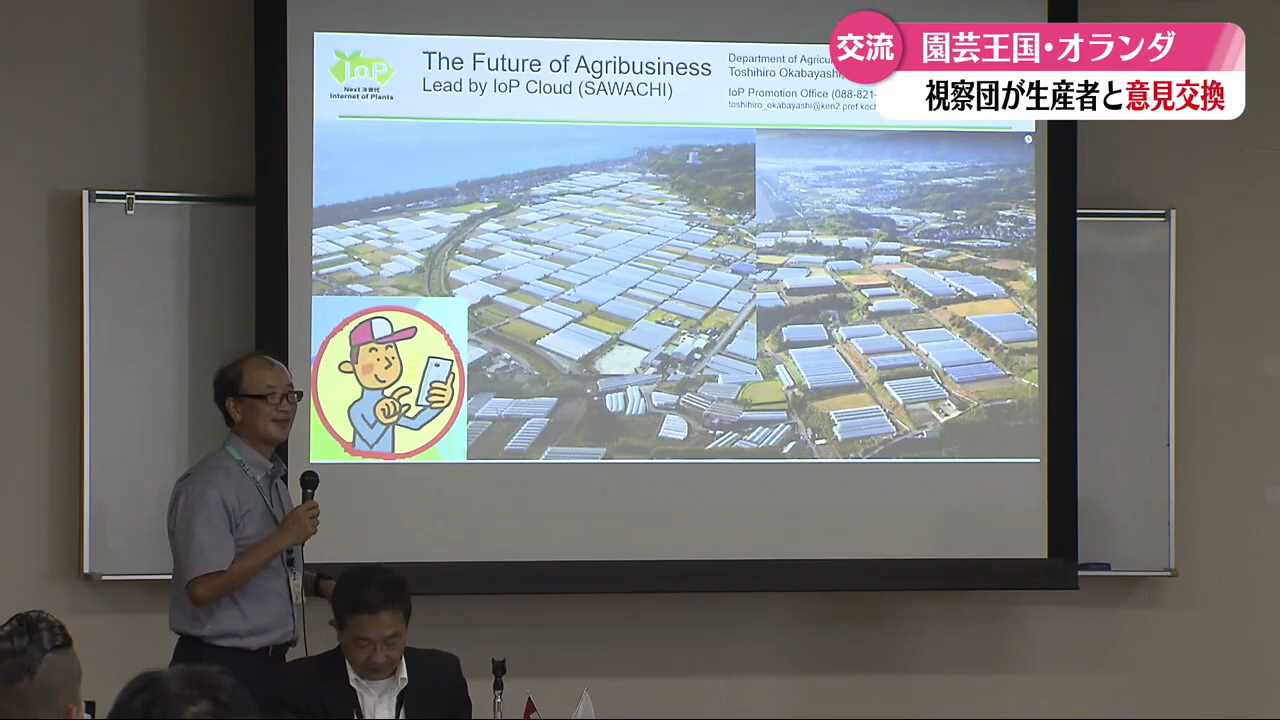 交流
園芸王国・オランダ
視察団が生産者と意見交換
IoP
Next 次世代
Internet of Plants
The Future of Agribusiness
Lead by IoP Cloud (SAWACHI)
Department of
Toshihiro Okabayashi,
IoP Promotion Office (088-821-
toshihiro_okabayashi@ken2.pref.koch